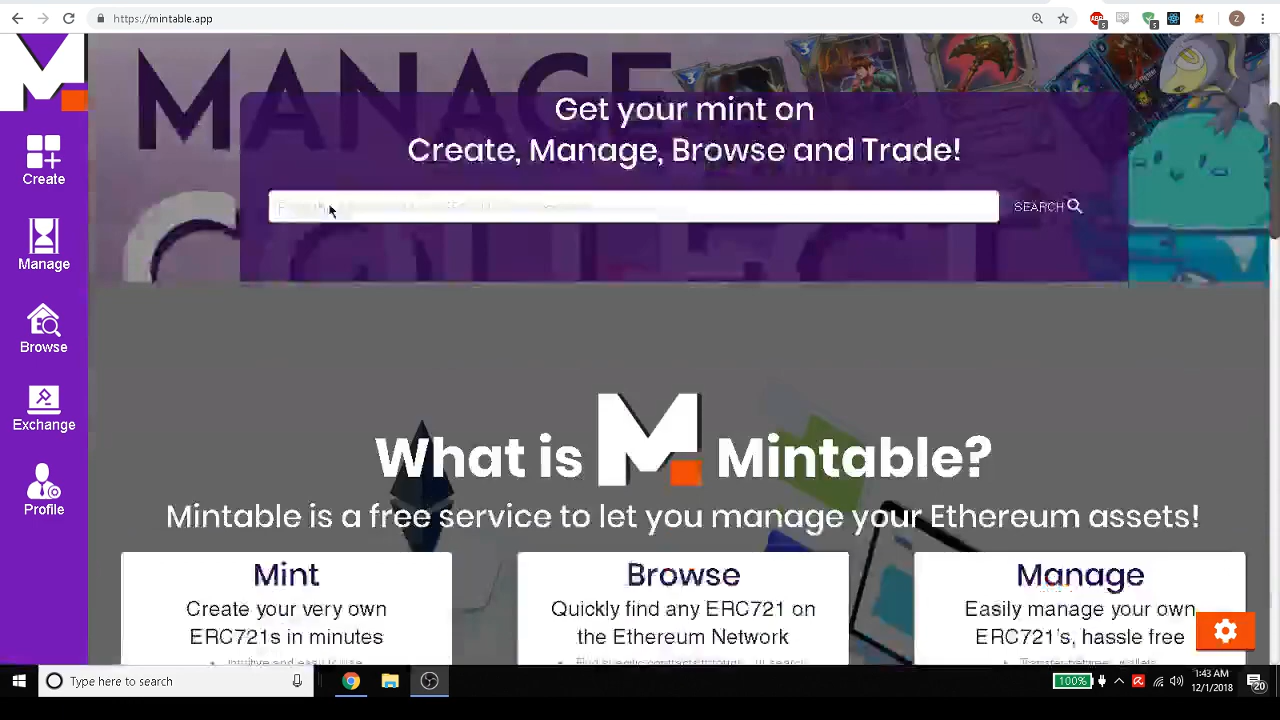 https://mintable.app
MANAGE
COLLECT
Get your mint on
Create, Manage, Browse and Trade!
SEARCH
Create
Manage
Browse
Exchange
Profile
What is M Mintable?
Mintable is a free service to let you manage your Ethereum assets!
Mint
Create your very own
ERC721s in minutes
Browse
Quickly find any ERC721 on
the Ethereum Network
Manage
Easily manage your own
ERC721's, hassle free
Type here to search
100%
1:43 AM
12/1/2018
20